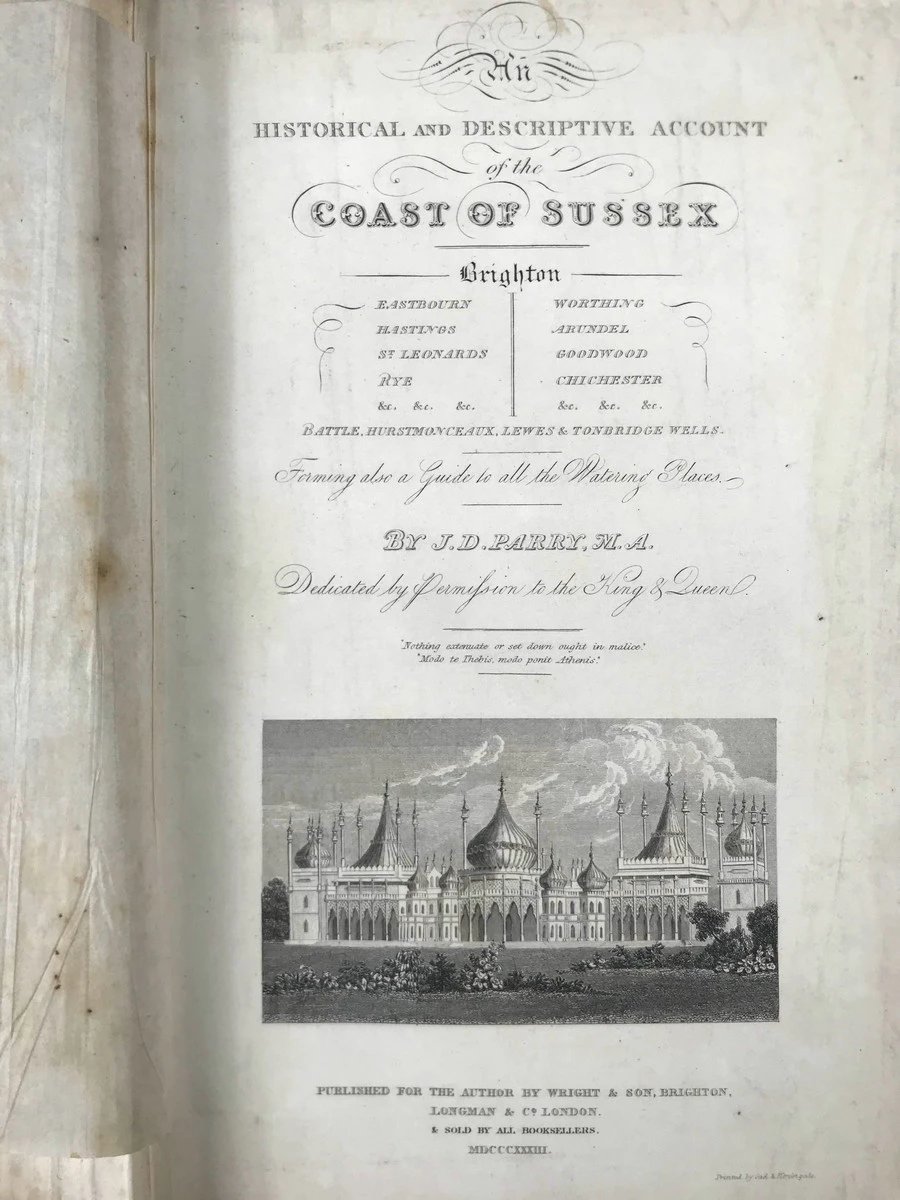 An
HISTORICAL AND DESCRIPTIVE ACCOUNT
of the
COAST OF SUSSEX
Brighton
EASTBOURN WORTHING
HASTINGS ARUNDEL
ST. LEONARDS GOODWOOD
RYE CHICHESTER
&c. &c. &c. &c. &c. &c.
BATTLE, HURSTMONCEAUX, LEWES & TONBRIDGE WELLS.
Forming also a Guide to all the Watering Places.
BY J.D. PARRY, M.A.
Dedicated by Permiſsion to the King & Queen.
"Nothing extenuate or set down ought in malice."
"Modo te Thebis, modo ponit Athenis."
PUBLISHED FOR THE AUTHOR BY WRIGHT & SON, BRIGHTON,
LONGMAN & Co. LONDON.
& SOLD BY ALL BOOKSELLERS.
MDCCCXXXIII.
Printed by &